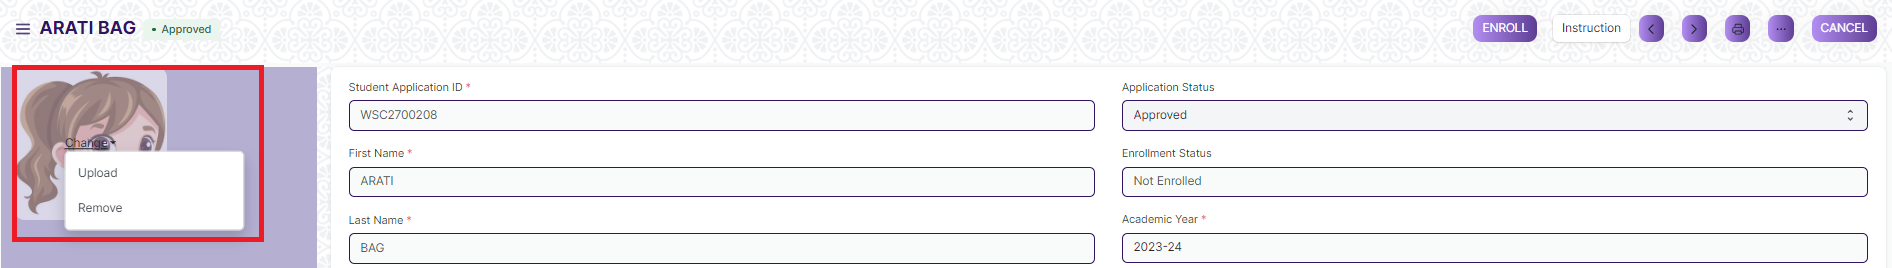 ARATI BAG • Approved ENROLL Instruction CANCEL
Student Application ID * Application Status
WSC2700208 Approved
Change
First Name * Enrollment Status
Upload
ARATI Not Enrolled
Remove
Last Name * Academic Year *
BAG 2023-24